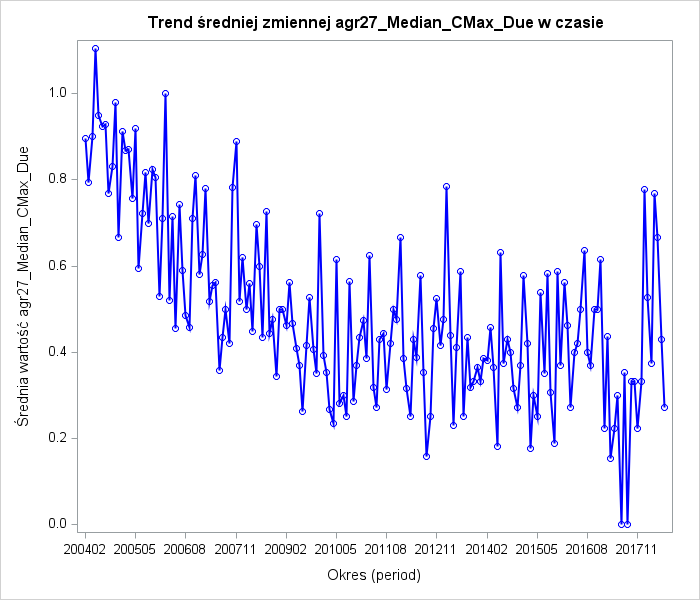 Trend średniej zmiennej agr27_Median_CMax_Due w czasie
Średnia wartość agr27_Median_CMax_Due
1.0
0.8
0.6
0.4
0.2
0.0
200402 200505 200608 200711 200902 201005 201108 201211 201402 201505 201608 201711
Okres (period)